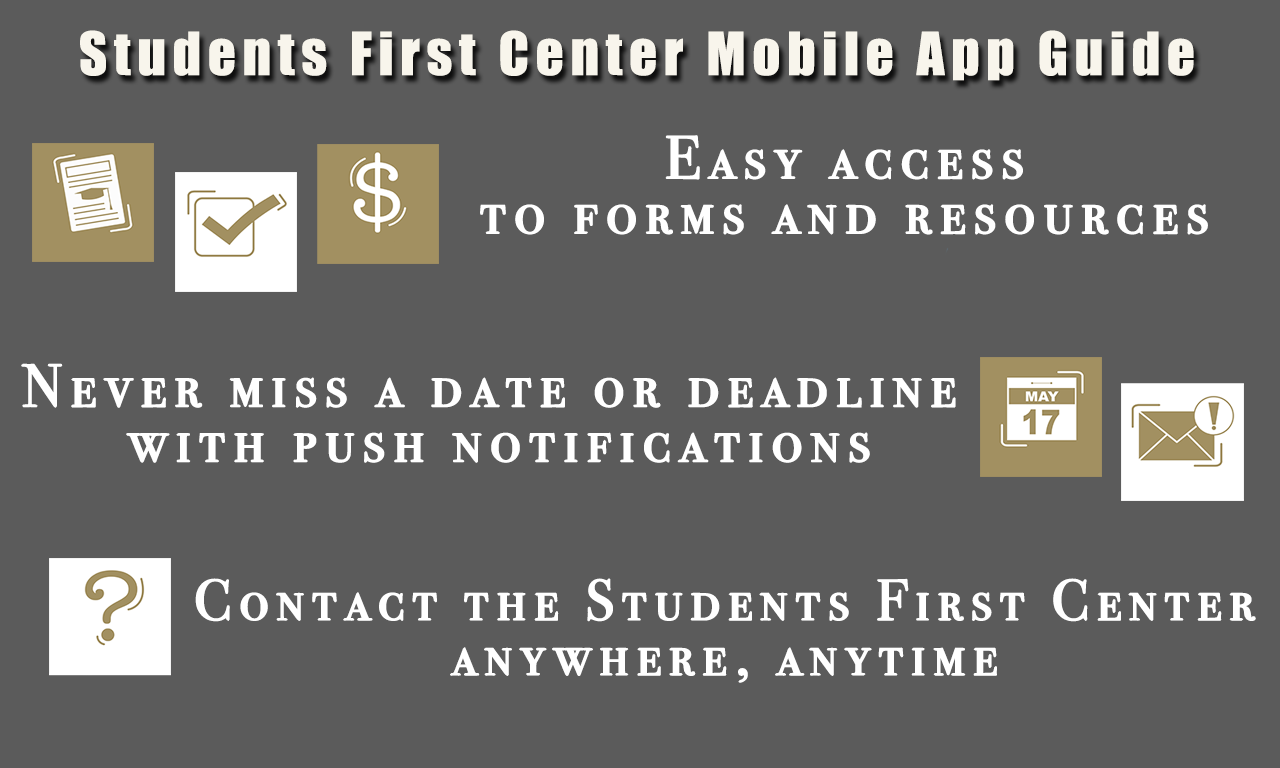 Students First Center Mobile App Guide
Easy access
to forms and resources
Never miss a date or deadline
with push notifications
MAY
17
Contact the Students First Center
anywhere, anytime